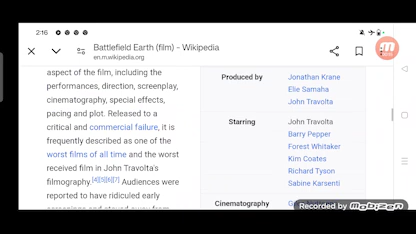 2:16
Battlefield Earth (film) – Wikipedia
en.m.wikipedia.org
aspect of the film, including the
performances, direction, screenplay,
cinematography, special effects,
pacing and plot. Released to a
critical and commercial failure, it is
frequently described as one of the
worst films of all time and the worst
received film in John Travolta's
filmography.[4][5][6][7] Audiences were
reported to have ridiculed early
Produced by
Jonathan Krane
Elie Samaha
John Travolta
Starring
John Travolta
Barry Pepper
Forest Whitaker
Kim Coates
Richard Tyson
Sabine Karsenti
Cinematography
Recorded by Mobizen